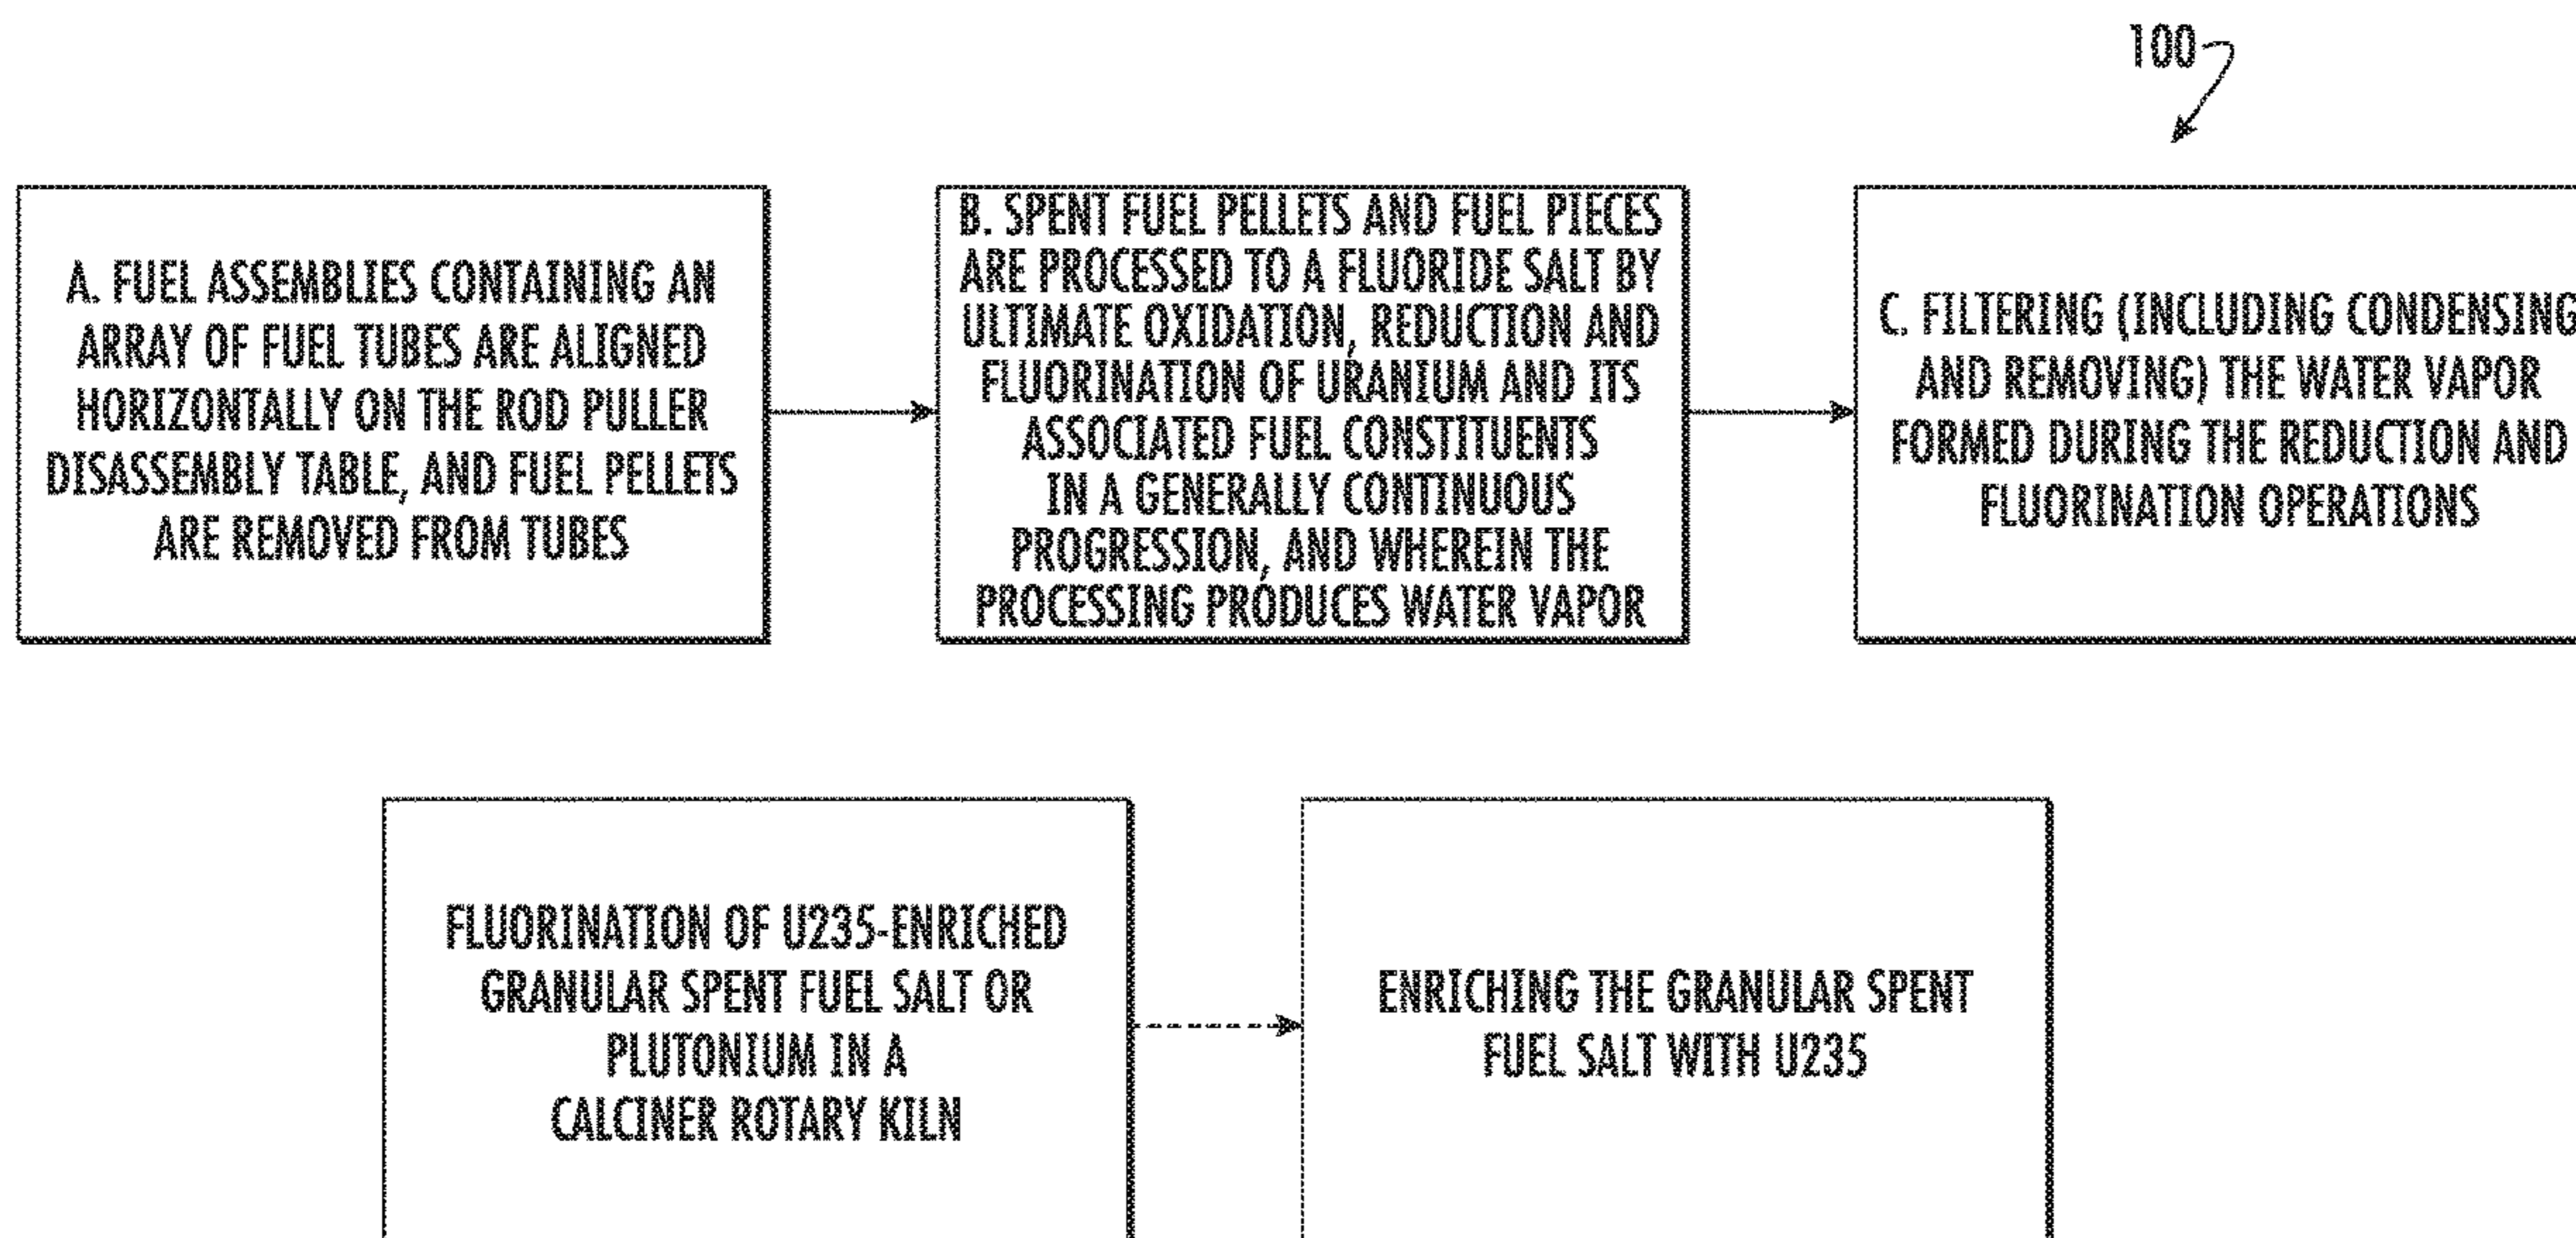 100
A. FUEL ASSEMBLIES CONTAINING AN
ARRAY OF FUEL TUBES ARE ALIGNED
HORIZONTALLY ON THE ROD PULLER
DISASSEMBLY TABLE, AND FUEL PELLETS
ARE REMOVED FROM TUBES
B. SPENT FUEL PELLETS AND FUEL PIECES
ARE PROCESSED TO A FLUORIDE SALT BY
ULTIMATE OXIDATION, REDUCTION AND
FLUORINATION OF URANIUM AND ITS
ASSOCIATED FUEL CONSTITUENTS
IN A GENERALLY CONTINUOUS
PROGRESSION, AND WHEREIN THE
PROCESSING PRODUCES WATER VAPOR
C. FILTERING (INCLUDING CONDENSING
AND REMOVING) THE WATER VAPOR
FORMED DURING THE REDUCTION AND
FLUORINATION OPERATIONS
FLUORINATION OF U235-ENRICHED
GRANULAR SPENT FUEL SALT OR
PLUTONIUM IN A
CALCINER ROTARY KILN
ENRICHING THE GRANULAR SPENT
FUEL SALT WITH U235